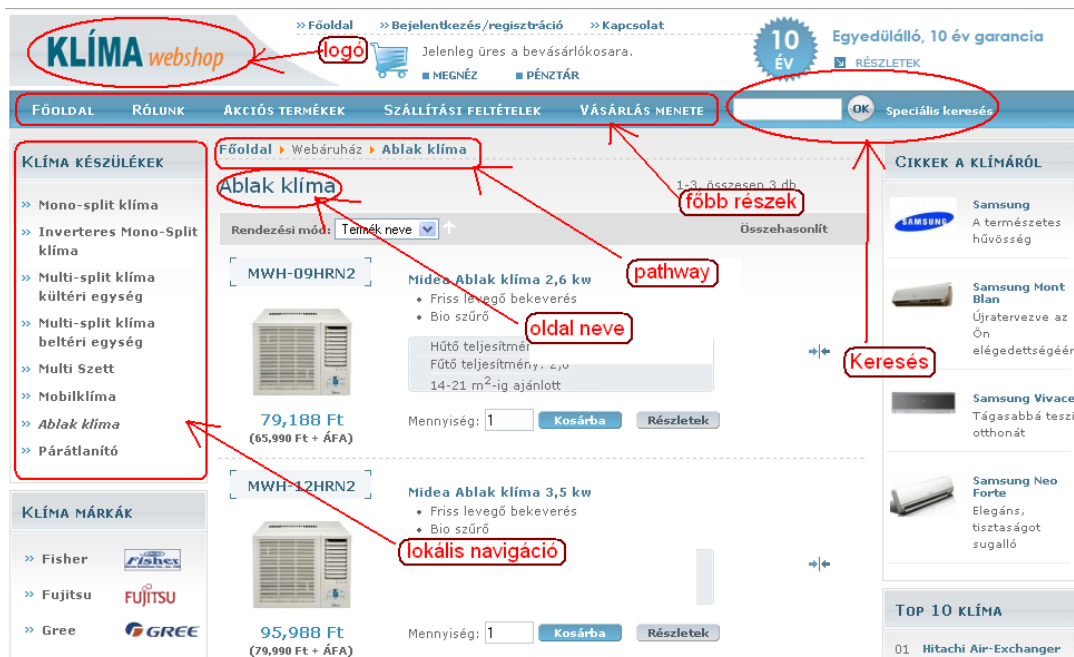 »Főoldal »Bejelentkezés/regisztráció »Kapcsolat
KLÍMA webshop
logó
Jelenleg üres a bevásárlókosara.
MEGNÉZ PÉNZTÁR
10 ÉV
Egyedülálló, 10 év garancia
RÉSZLETEK
FŐOLDAL RÓLUNK AKCIÓS TERMÉKEK SZÁLLÍTÁSI FELTÉTELEK VÁSÁRLÁS MENETE
OK Speciális keresés
KLÍMA KÉSZÜLÉKEK
» Mono-split klíma
» Inverteres Mono-Split
klíma
» Multi-split klíma
kültéri egység
» Multi-split klíma
beltéri egység
» Multi Szett
» Mobilklíma
» Ablak klíma
» Párátlanító
KLÍMA MÁRKÁK
» Fisher Fisher
» Fujitsu FUJITSU
» Gree GREE
Főoldal Webáruház Ablak klíma
Ablak klíma
1-3, összesen 3 db
főbb részek
Rendezési mód: Termék neve
Összehasonlít
pathway
MWH-09HRN2
Midea Ablak klíma 2,6 kw
• Friss levegő bekeverés
• Bio szűrő
oldal neve
Hűtő
Fűtő teljesítmény: 2,6
14-21 m²-ig ajánlott
79,188 Ft
(65,990 Ft + ÁFA)
Mennyiség: 1 Kosárba Részletek
MWH-12HRN2
Midea Ablak klíma 3,5 kw
• Friss levegő bekeverés
• Bio szűrő
lokális navigáció
95,988 Ft
(79,990 Ft + ÁFA)
Mennyiség: 1 Kosárba Részletek
Keresés
CIKKEK A KLÍMÁRÓL
SAMSUNG
Samsung
A természetes
hűvösség
Samsung Mont
Blan
Újratervezve az
Ön
elégedettségéér
Samsung Vivace
Tágasabbá teszi
otthonát
Samsung Neo
Forte
Elegáns,
tisztaságot
sugalló
TOP 10 KLÍMA
01 Hitachi Air-Exchanger